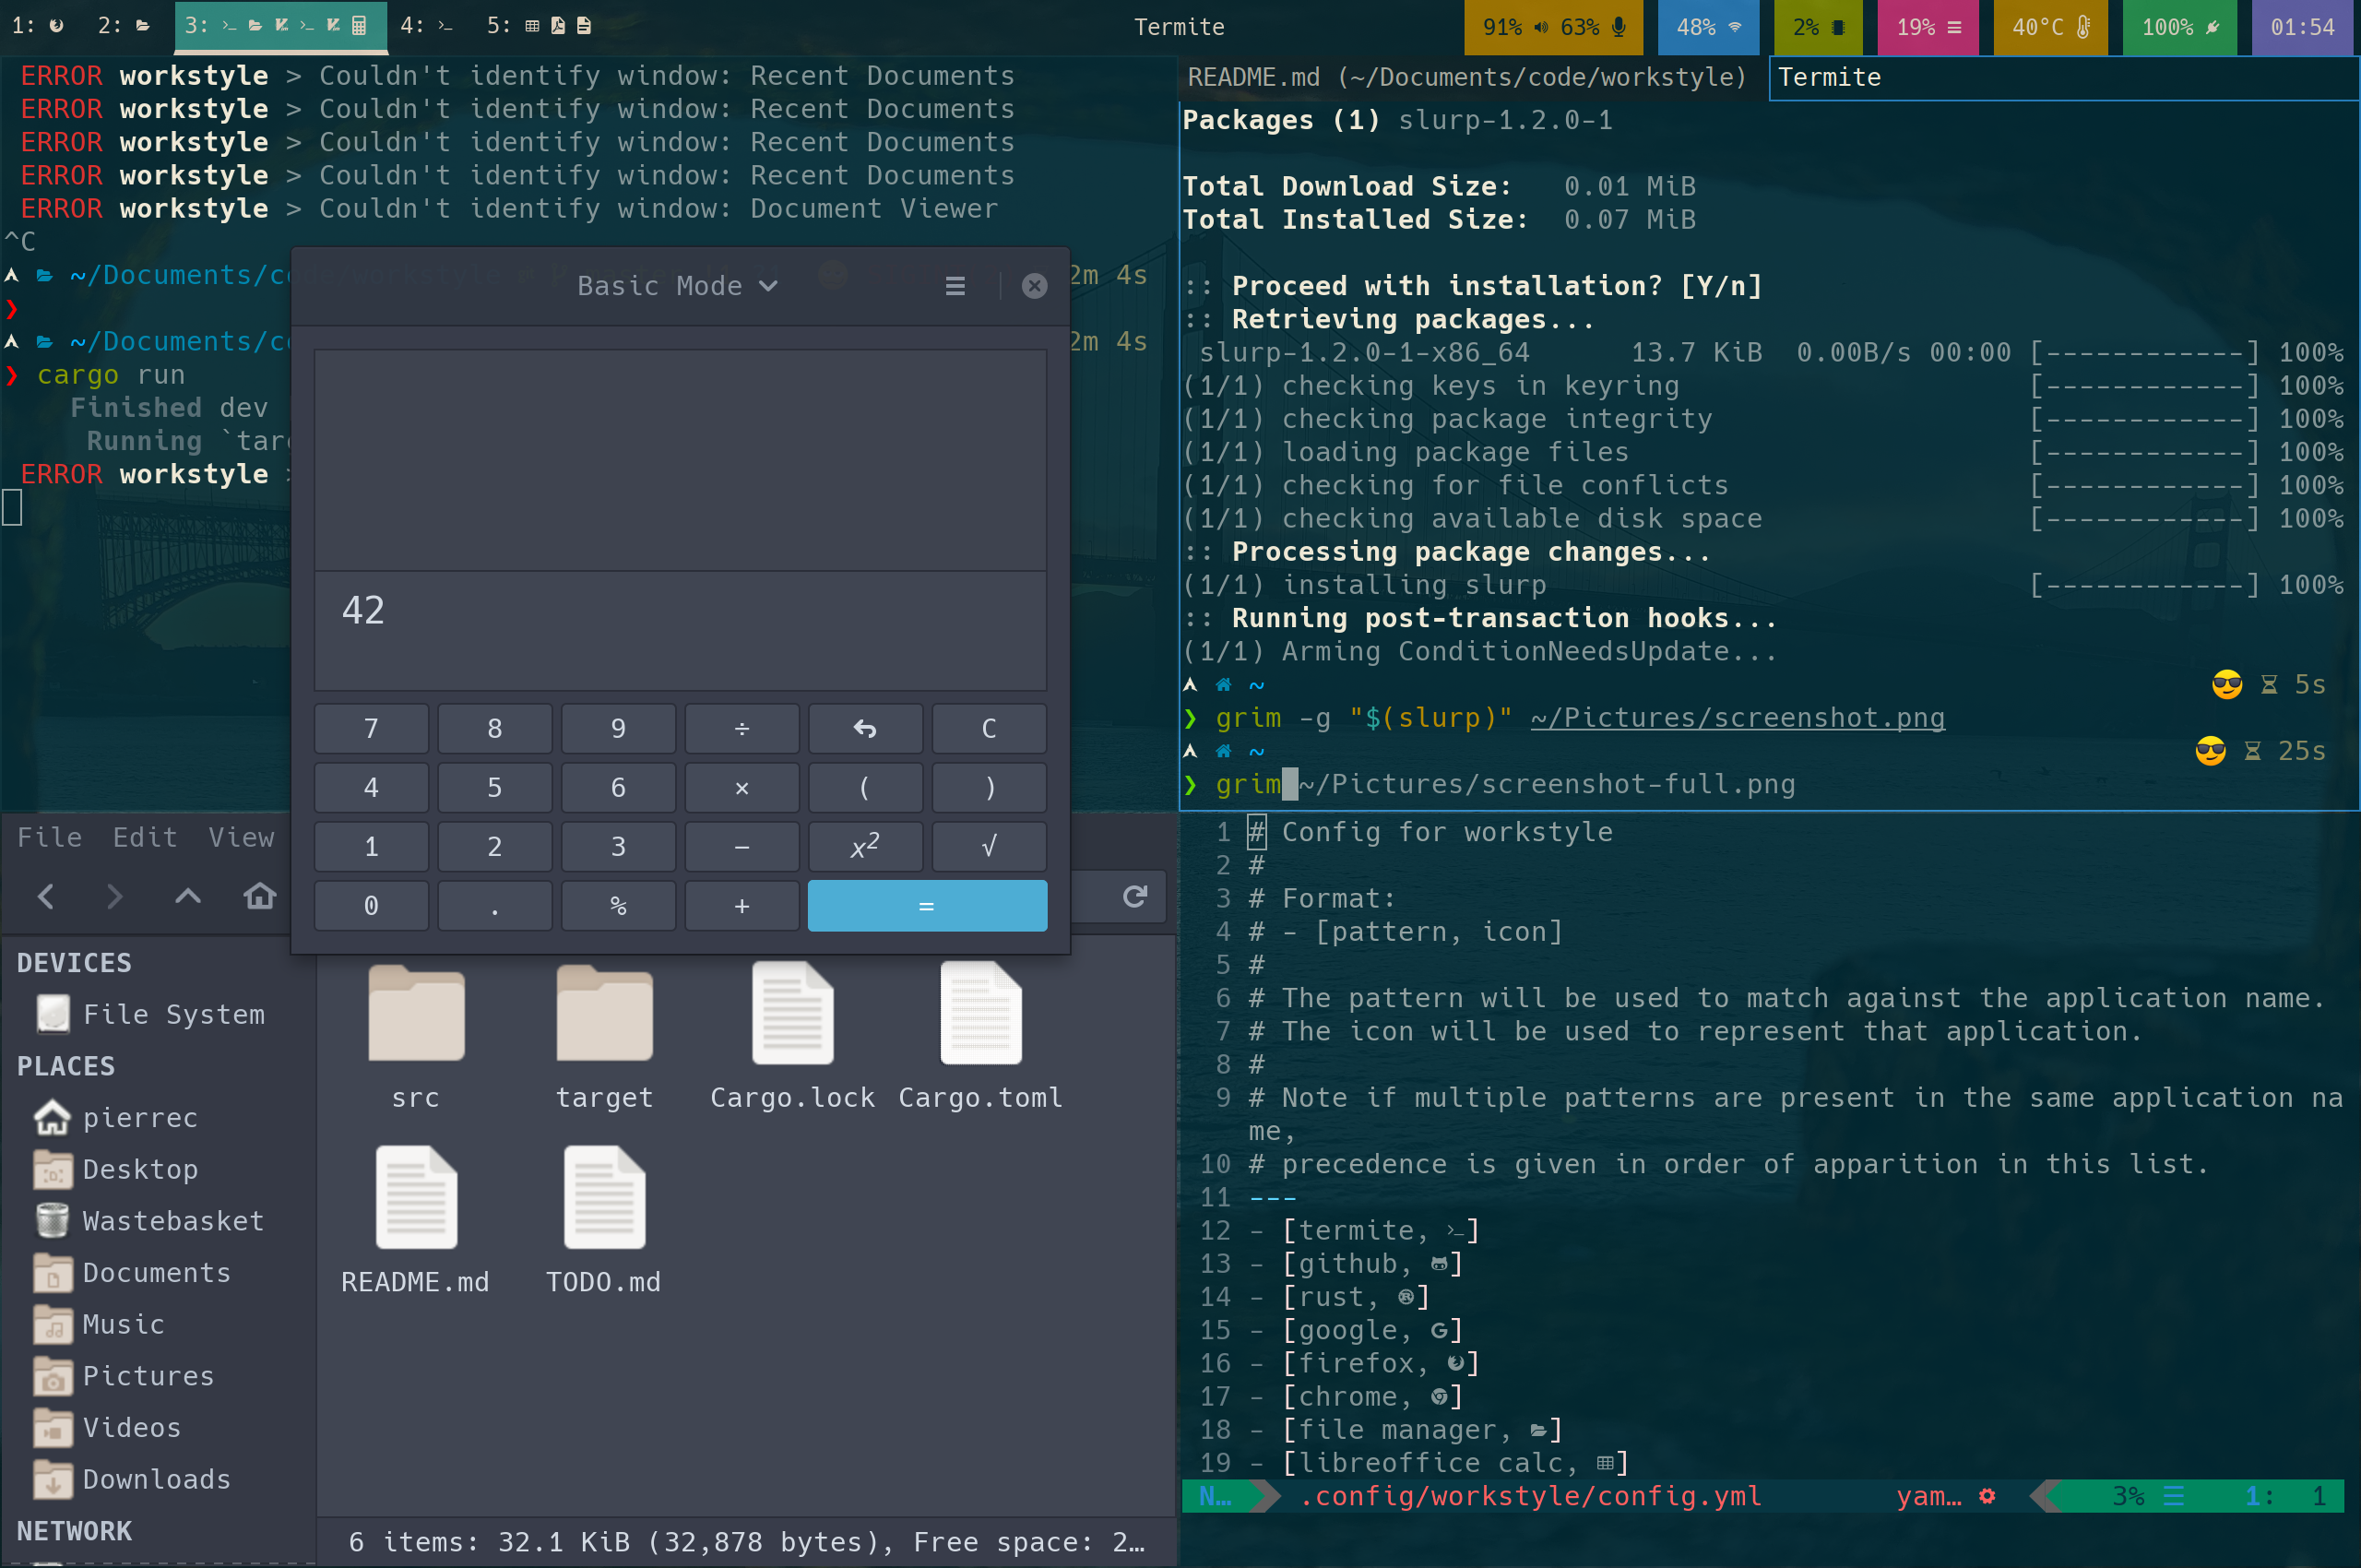 1:
2:
3:
4:
5:
Termite
91% 63%
48%
2%
19%
40°C
100%
01:54
ERROR workstyle > Couldn't identify window: Recent Documents
ERROR workstyle > Couldn't identify window: Recent Documents
ERROR workstyle > Couldn't identify window: Recent Documents
ERROR workstyle > Couldn't identify window: Recent Documents
ERROR workstyle > Couldn't identify window: Document Viewer
^C
~/Documents/code/workstyle 2m 4s
❯
~/Documents/c 2m 4s
❯ cargo run
Finished dev
Running `targ
ERROR workstyle >
Basic Mode
42
7 8 9 ÷ C
4 5 6 × ( )
1 2 3 − x² √
0 . % + =
File Edit View
DEVICES
File System
PLACES
pierrec
Desktop
Wastebasket
Documents
Music
Pictures
Videos
Downloads
NETWORK
src target Cargo.lock Cargo.toml
README.md TODO.md
6 items: 32.1 KiB (32,878 bytes), Free space: 2…
README.md (~/Documents/code/workstyle) Termite
Packages (1) slurp-1.2.0-1
Total Download Size: 0.01 MiB
Total Installed Size: 0.07 MiB
:: Proceed with installation? [Y/n]
:: Retrieving packages...
slurp-1.2.0-1-x86_64 13.7 KiB 0.00B/s 00:00 [------------] 100%
(1/1) checking keys in keyring [------------] 100%
(1/1) checking package integrity [------------] 100%
(1/1) loading package files [------------] 100%
(1/1) checking for file conflicts [------------] 100%
(1/1) checking available disk space [------------] 100%
:: Processing package changes...
(1/1) installing slurp [------------] 100%
:: Running post-transaction hooks...
(1/1) Arming ConditionNeedsUpdate...
~ 😎 5s
❯ grim -g "$(slurp)" ~/Pictures/screenshot.png
~ 😎 25s
❯ grim ~/Pictures/screenshot-full.png
1 # Config for workstyle
2 #
3 # Format:
4 # - [pattern, icon]
5 #
6 # The pattern will be used to match against the application name.
7 # The icon will be used to represent that application.
8 #
9 # Note if multiple patterns are present in the same application na
me,
10 # precedence is given in order of apparition in this list.
11 ---
12 - [termite, >_]
13 - [github, ]
14 - [rust, ]
15 - [google, G]
16 - [firefox, ]
17 - [chrome, ]
18 - [file manager, ]
19 - [libreoffice calc, ]
N… .config/workstyle/config.yml yam… 3% ☰ 1: 1